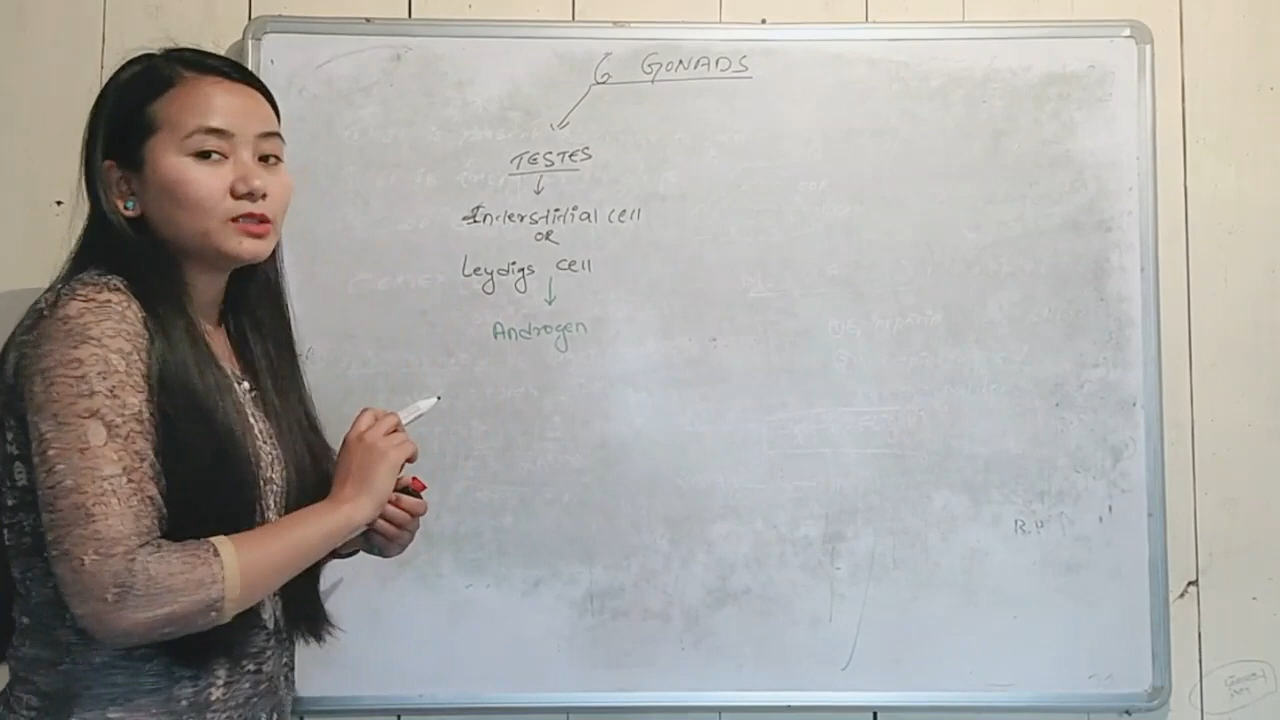 6 GONADS
TESTES
Interstitial cell
OR
Leydigs cell
Androgen
B.P